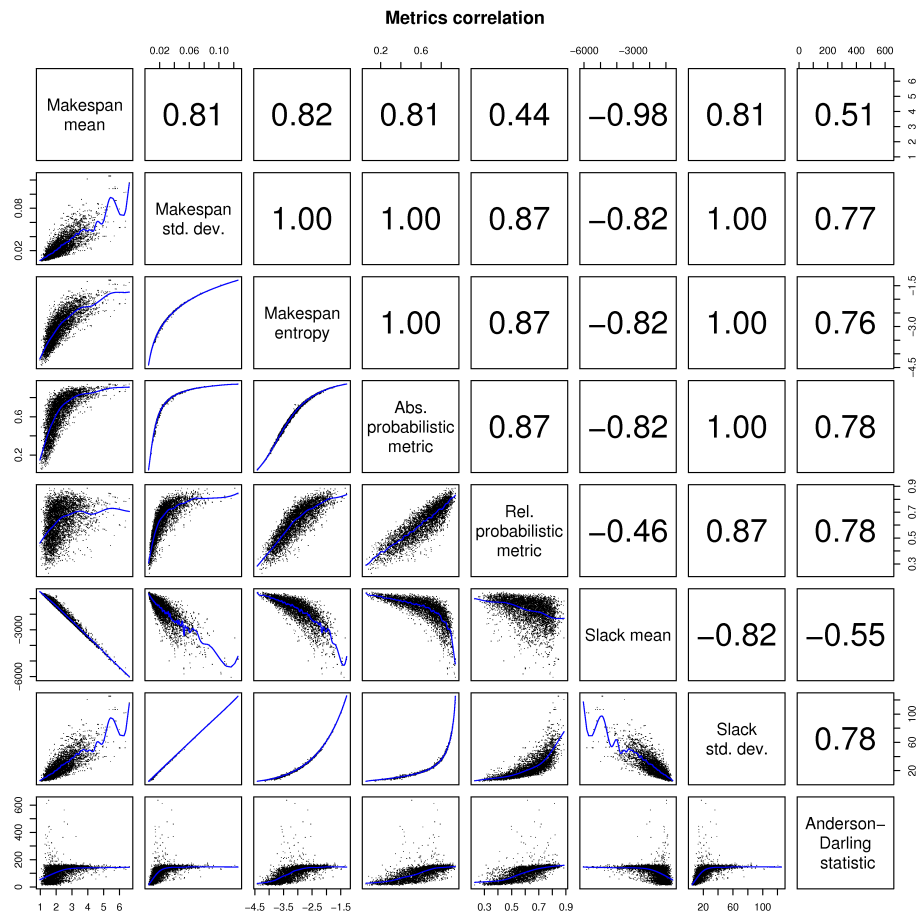 Metrics correlation
0.02 0.06 0.10
0.2 0.6
−6000 −3000
0 200 400 600
Makespan
mean
0.81
0.82
0.81
0.44
−0.98
0.81
0.51
1 2 3 4 5 6
0.02 0.08
Makespan
std. dev.
1.00
1.00
0.87
−0.82
1.00
0.77
Makespan
entropy
1.00
0.87
−0.82
1.00
0.76
−4.5 −3.0 −1.5
0.2 0.6
Abs.
probabilistic
metric
0.87
−0.82
1.00
0.78
Rel.
probabilistic
metric
−0.46
0.87
0.78
0.3 0.5 0.7 0.9
−6000 −3000
Slack mean
−0.82
−0.55
Slack
std. dev.
0.78
20 60 100
0 200 400 600
Anderson−
Darling
statistic
1 2 3 4 5 6
−4.5 −3.5 −2.5 −1.5
0.3 0.5 0.7 0.9
20 60 100